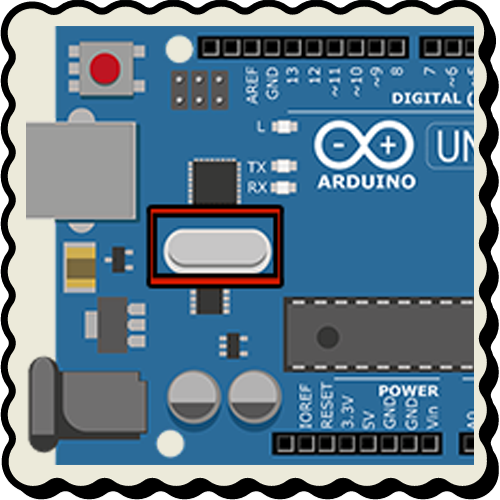 AREF
GND
13
12
~11
~10
~9
8
7
~6
DIGITAL (
L
TX
RX
- +
UN
ARDUINO
POWER
IOREF
RESET
3.3V
5V
GND
GND
Vin
A0